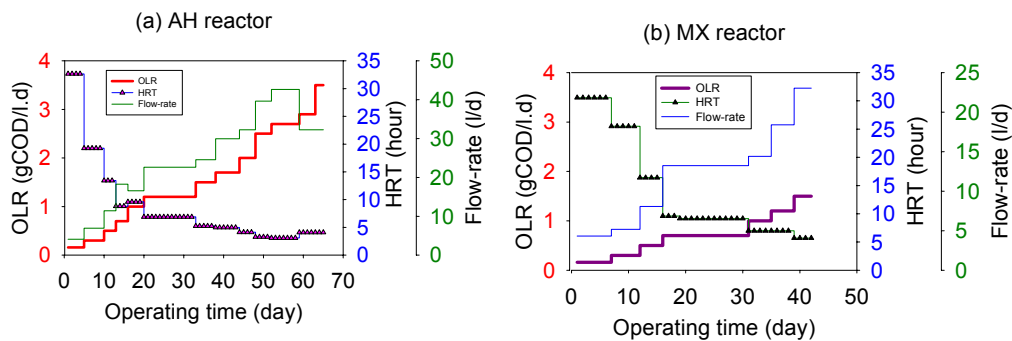 (a) AH reactor
OLR (gCOD/l.d)
4
3
2
1
0
OLR
HRT
Flow-rate
35
30
25
20
15
10
5
0
HRT (hour)
50
40
30
20
10
0
Flow-rate (l/d)
0 10 20 30 40 50 60 70
Operating time (day)
(b) MX reactor
OLR (gCOD/l.d)
4
3
2
1
0
OLR
HRT
Flow-rate
35
30
25
20
15
10
5
0
HRT (hour)
25
20
15
10
5
0
Flow-rate (l/d)
0 10 20 30 40 50
Operating time (day)